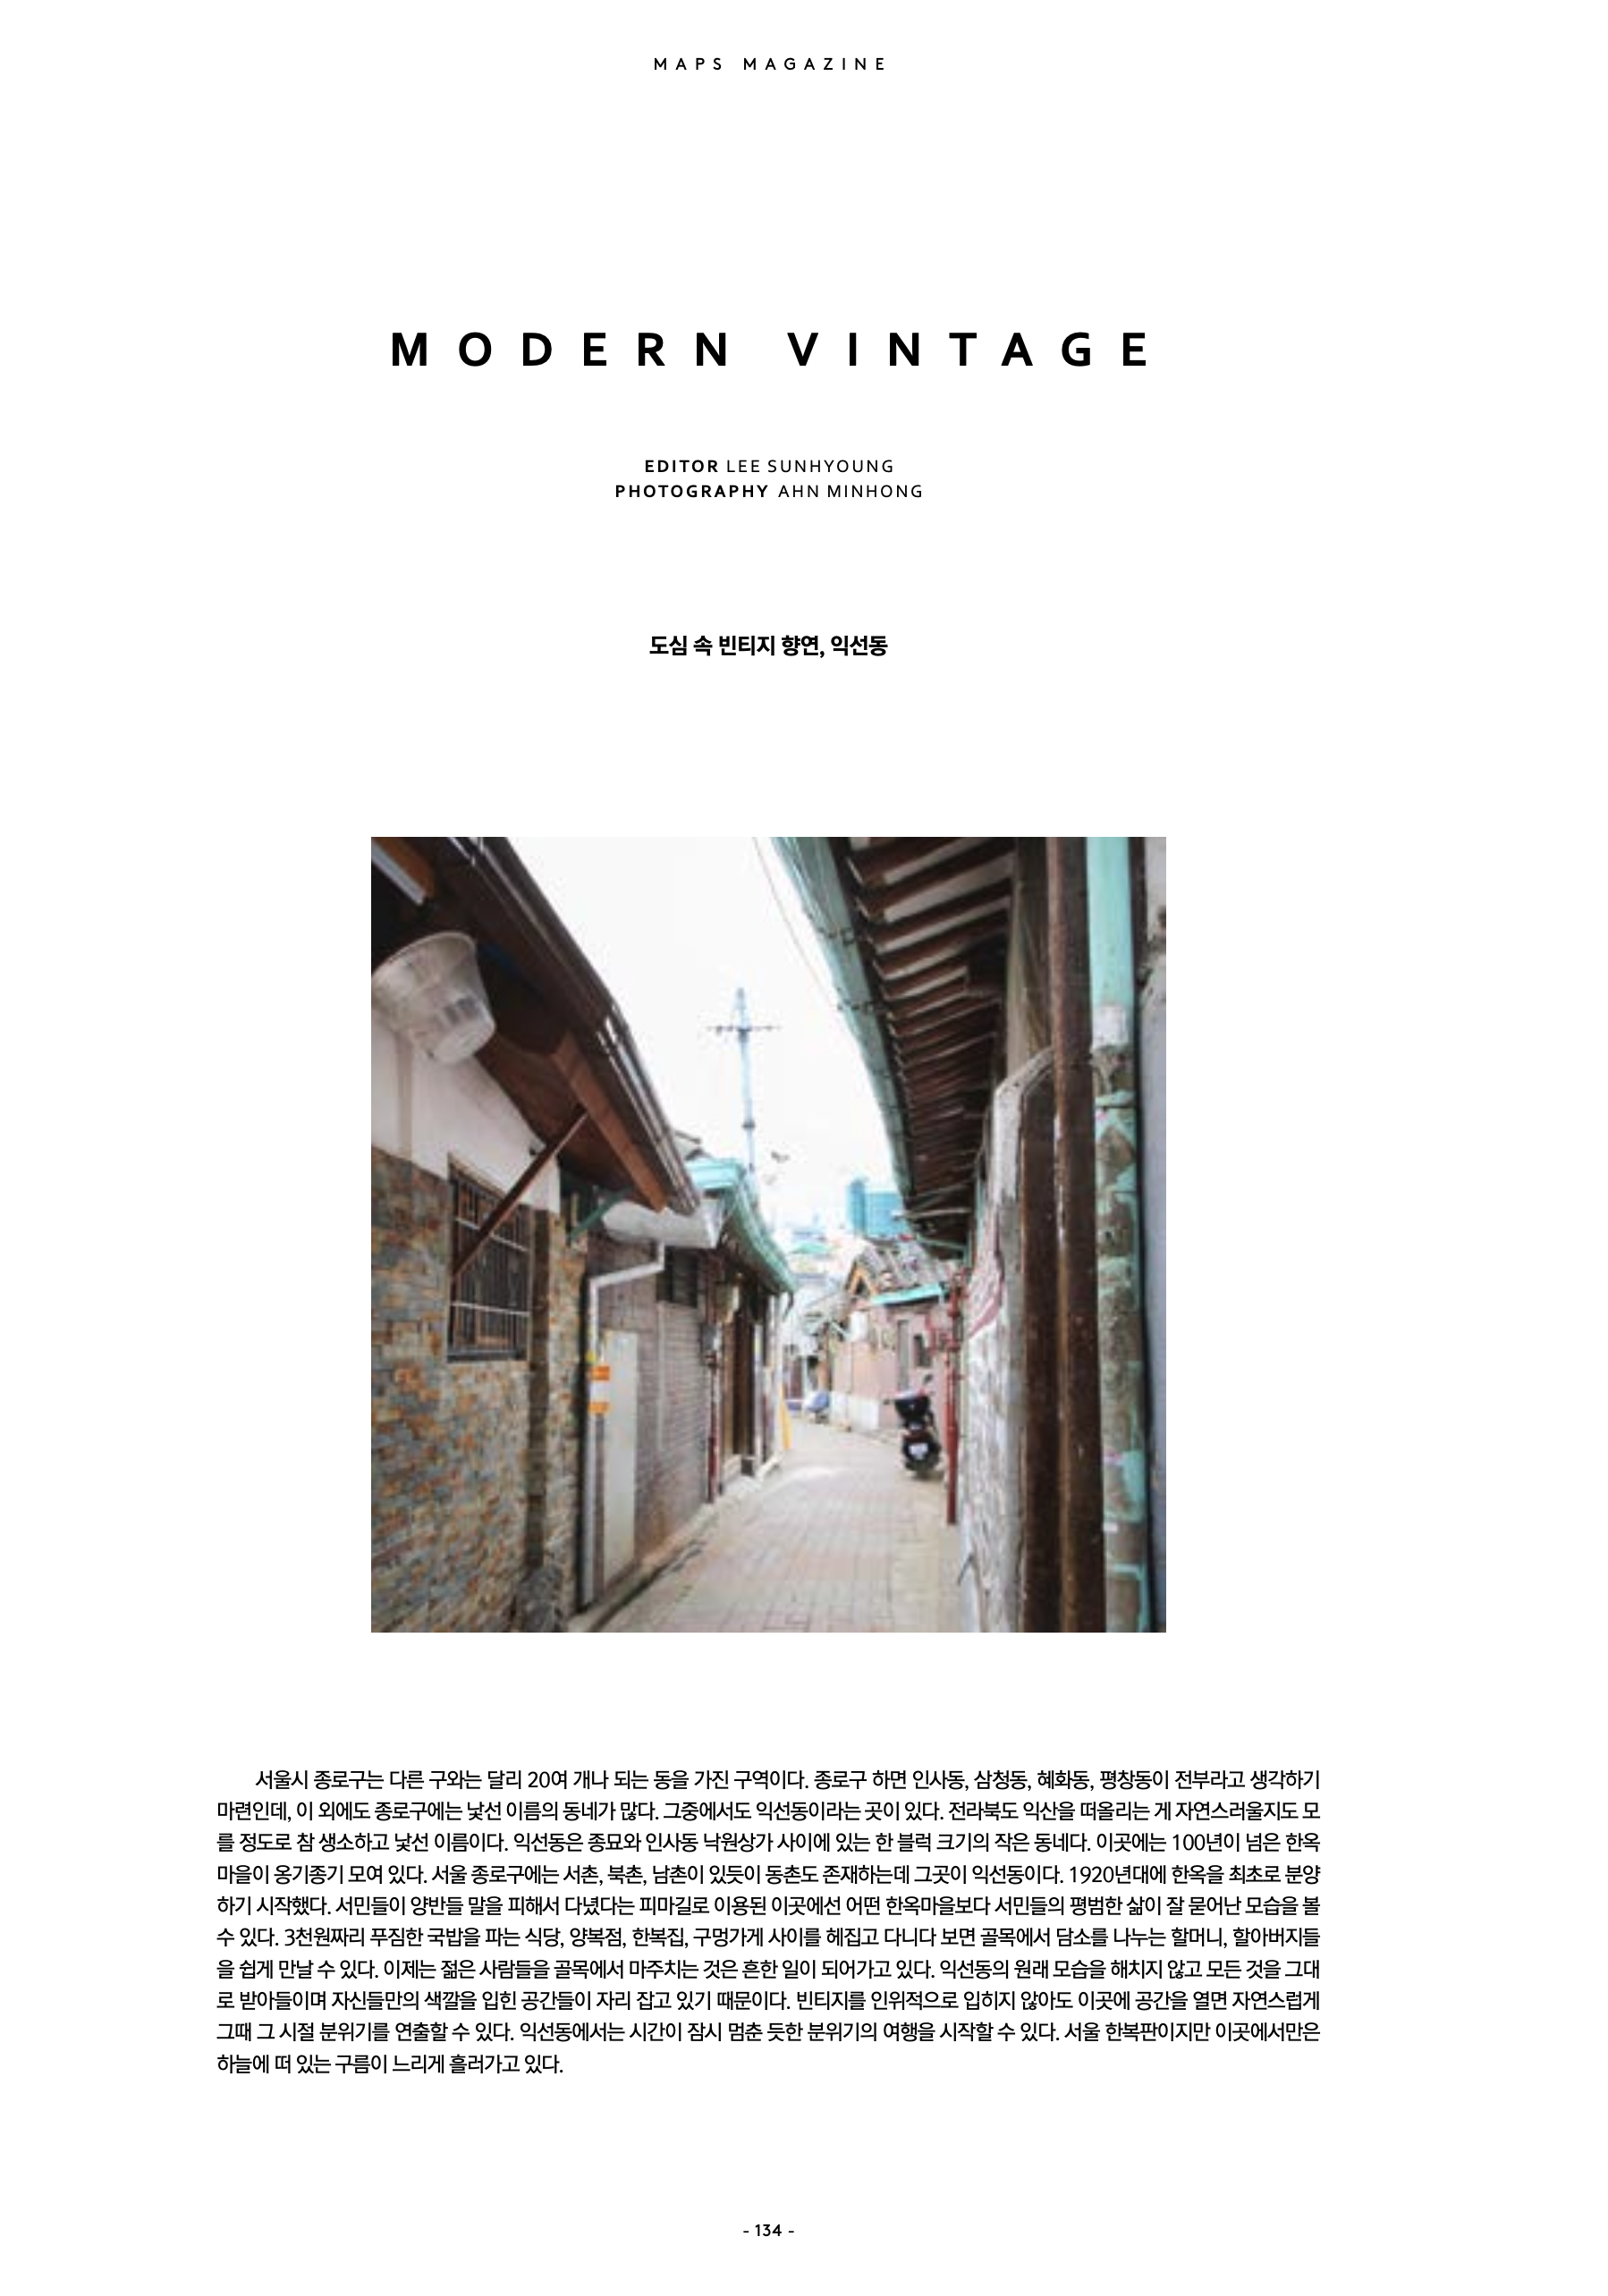 MAPS MAGAZINE
MODERN VINTAGE
EDITOR LEE SUNHYOUNG
PHOTOGRAPHY AHN MINHONG
도심 속 빈티지 향연, 익선동
서울시 종로구는 다른 구와는 달리 20여 개나 되는 동을 가진 구역이다. 종로구 하면 인사동, 삼청동, 혜화동, 평창동이 전부라고 생각하기
마련인데, 이 외에도 종로구에는 낯선 이름의 동네가 많다. 그중에서도 익선동이라는 곳이 있다. 전라북도 익산을 떠올리는 게 자연스러울지도 모
를 정도로 참 생소하고 낯선 이름이다. 익선동은 종묘와 인사동 낙원상가 사이에 있는 한 블럭 크기의 작은 동네다. 이곳에는 100년이 넘은 한옥
마을이 옹기종기 모여 있다. 서울 종로구에는 서촌, 북촌, 남촌이 있듯이 동촌도 존재하는데 그곳이 익선동이다. 1920년대에 한옥을 최초로 분양
하기 시작했다. 서민들이 양반들 말을 피해서 다녔다는 피마길로 이용된 이곳에선 어떤 한옥마을보다 서민들의 평범한 삶이 잘 묻어난 모습을 볼
수 있다. 3천원짜리 푸짐한 국밥을 파는 식당, 양복점, 한복집, 구멍가게 사이를 헤집고 다니다 보면 골목에서 담소를 나누는 할머니, 할아버지들
을 쉽게 만날 수 있다. 이제는 젊은 사람들을 골목에서 마주치는 것은 흔한 일이 되어가고 있다. 익선동의 원래 모습을 해치지 않고 모든 것을 그대
로 받아들이며 자신들만의 색깔을 입힌 공간들이 자리 잡고 있기 때문이다. 빈티지를 인위적으로 입히지 않아도 이곳에 공간을 열면 자연스럽게
그때 그 시절 분위기를 연출할 수 있다. 익선동에서는 시간이 잠시 멈춘 듯한 분위기의 여행을 시작할 수 있다. 서울 한복판이지만 이곳에서만은
하늘에 떠 있는 구름이 느리게 흘러가고 있다.
- 134 -